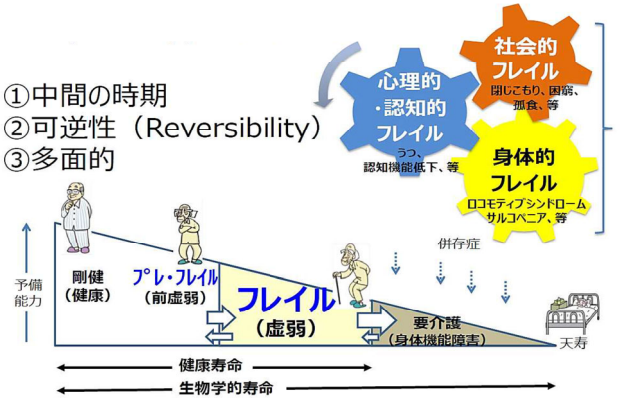 ①中間の時期
②可逆性（Reversibility）
③多面的
心理的
・認知的
フレイル
うつ、
認知機能低下、等
社会的
フレイル
閉じこもり、困窮、
孤食、等
身体的
フレイル
ロコモティブシンドローム
サルコペニア、等
併存症
予備
能力
剛健
（健康）
プレ・フレイル
（前虚弱）
フレイル
（虚弱）
要介護
（身体機能障害）
天寿
健康寿命
生物学的寿命